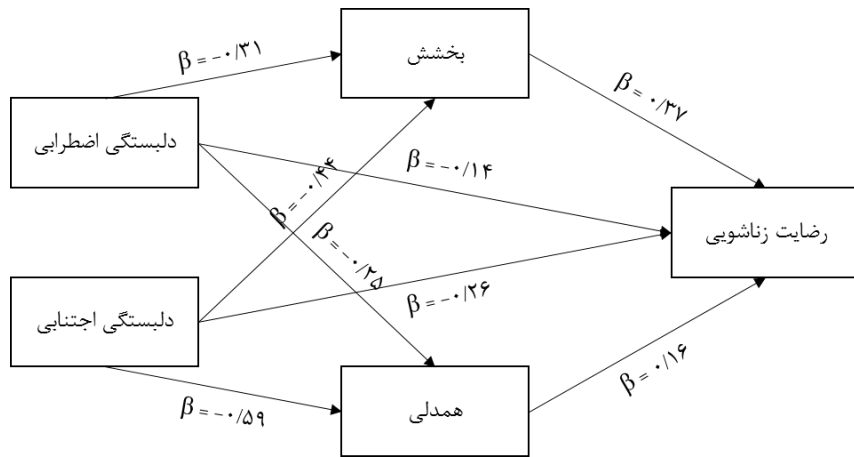 β = -۰/۳۱
بخشش
β = ۰/۳۷
دلبستگی اضطرابی
β = -۰/۴۴
β = -۰/۱۴
رضایت زناشویی
β = -۰/۲۵
β = -۰/۲۶
دلبستگی اجتنابی
β = -۰/۵۹
همدلی
β = ۰/۱۶